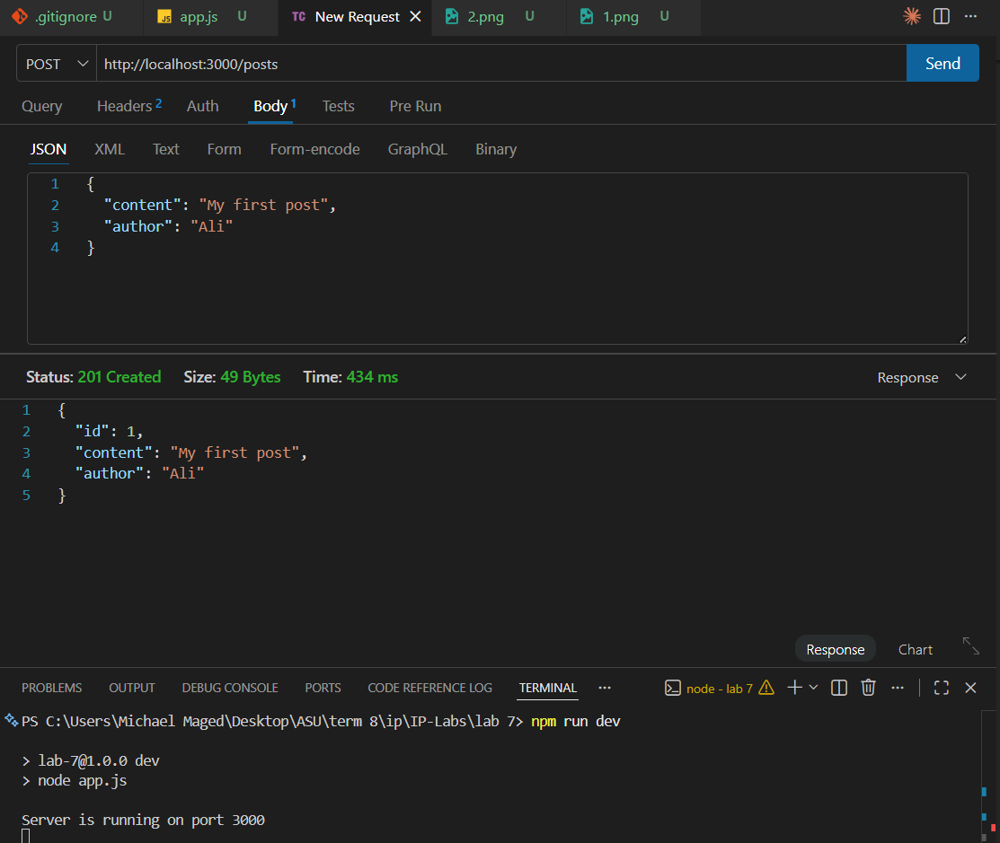 .gitignore U
JS app.js U
TC New Request
2.png U
1.png U
POST http://localhost:3000/posts Send
Query Headers 2 Auth Body 1 Tests Pre Run
JSON XML Text Form Form-encode GraphQL Binary
1 {
2 "content": "My first post",
3 "author": "Ali"
4 }
Status: 201 Created Size: 49 Bytes Time: 434 ms Response
1 {
2 "id": 1,
3 "content": "My first post",
4 "author": "Ali"
5 }
Response Chart
PROBLEMS OUTPUT DEBUG CONSOLE PORTS CODE REFERENCE LOG TERMINAL ··· node - lab 7
PS C:\Users\Michael Maged\Desktop\ASU\term 8\ip\IP-Labs\lab 7> npm run dev
> lab-7@1.0.0 dev
> node app.js
Server is running on port 3000